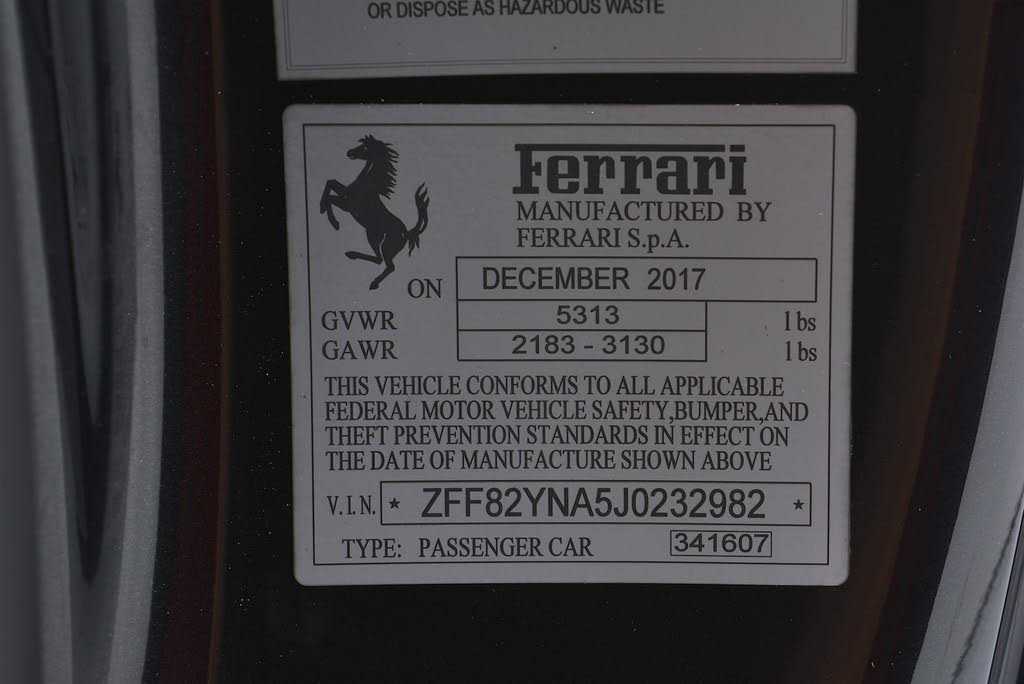 OR DISPOSE AS HAZARDOUS WASTE
Ferrari
MANUFACTURED BY
FERRARI S.p.A.
ON DECEMBER 2017
GVWR 5313 lbs
GAWR 2183 - 3130 lbs
THIS VEHICLE CONFORMS TO ALL APPLICABLE
FEDERAL MOTOR VEHICLE SAFETY,BUMPER,AND
THEFT PREVENTION STANDARDS IN EFFECT ON
THE DATE OF MANUFACTURE SHOWN ABOVE
V.I.N. * ZFF82YNA5J0232982 *
TYPE: PASSENGER CAR 341607